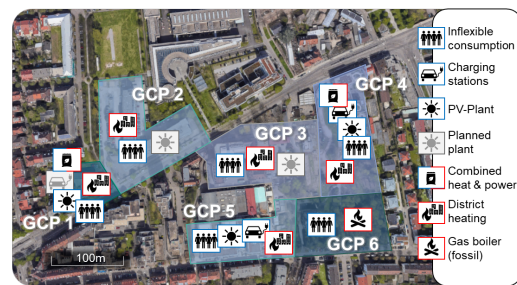 GCP 1
GCP 2
GCP 3
GCP 4
GCP 5
GCP 6
100m
Inflexible
consumption
Charging
stations
PV-Plant
Planned
plant
Combined
heat & power
District
heating
Gas boiler
(fossil)